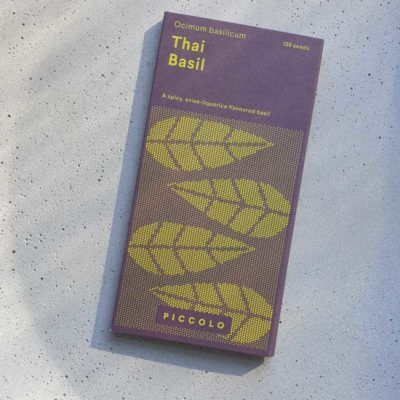 Ocimum basilicum
120 seeds
Thai
Basil
A spicy, anise-liquorice flavoured basil
PICCOLO